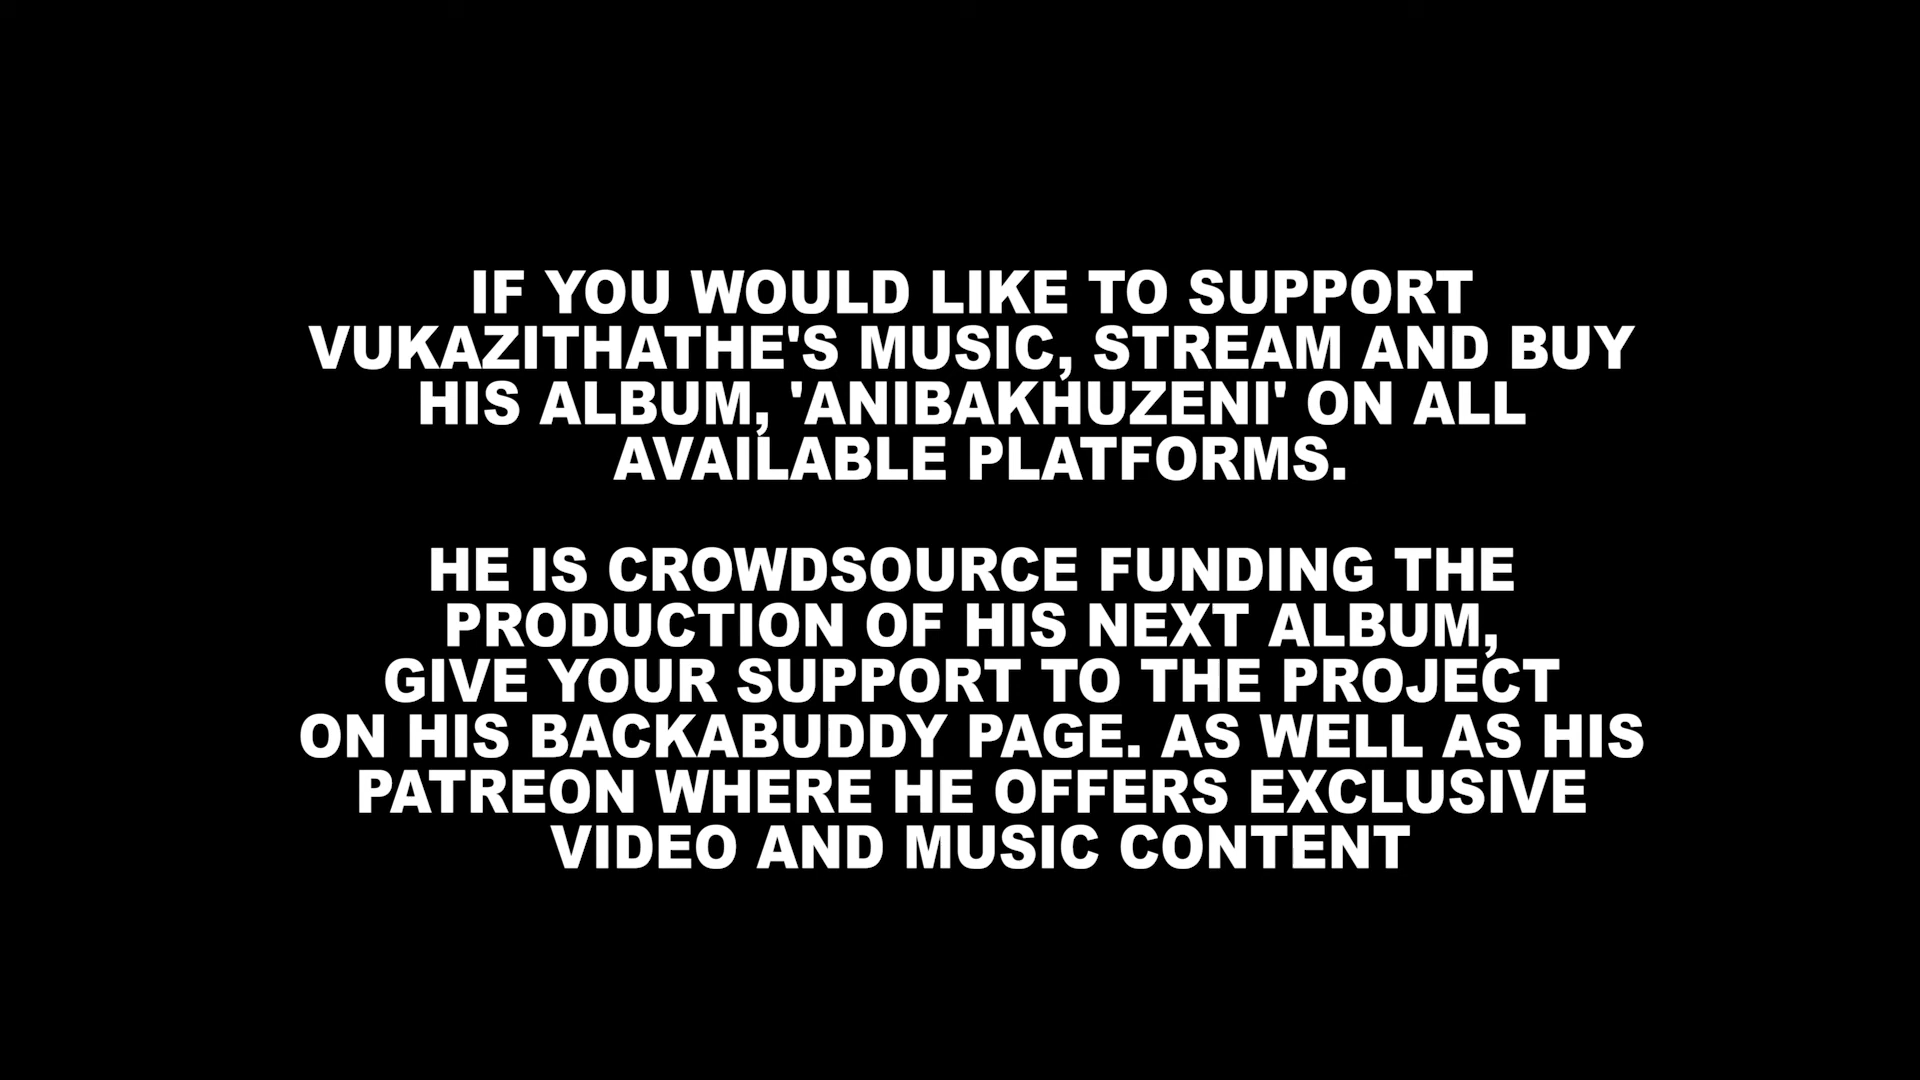 IF YOU WOULD LIKE TO SUPPORT
VUKAZITHATHE'S MUSIC, STREAM AND BUY
HIS ALBUM, 'ANIBAKHUZENI' ON ALL
AVAILABLE PLATFORMS.
HE IS CROWDSOURCE FUNDING THE
PRODUCTION OF HIS NEXT ALBUM,
GIVE YOUR SUPPORT TO THE PROJECT
ON HIS BACKABUDDY PAGE. AS WELL AS HIS
PATREON WHERE HE OFFERS EXCLUSIVE
VIDEO AND MUSIC CONTENT